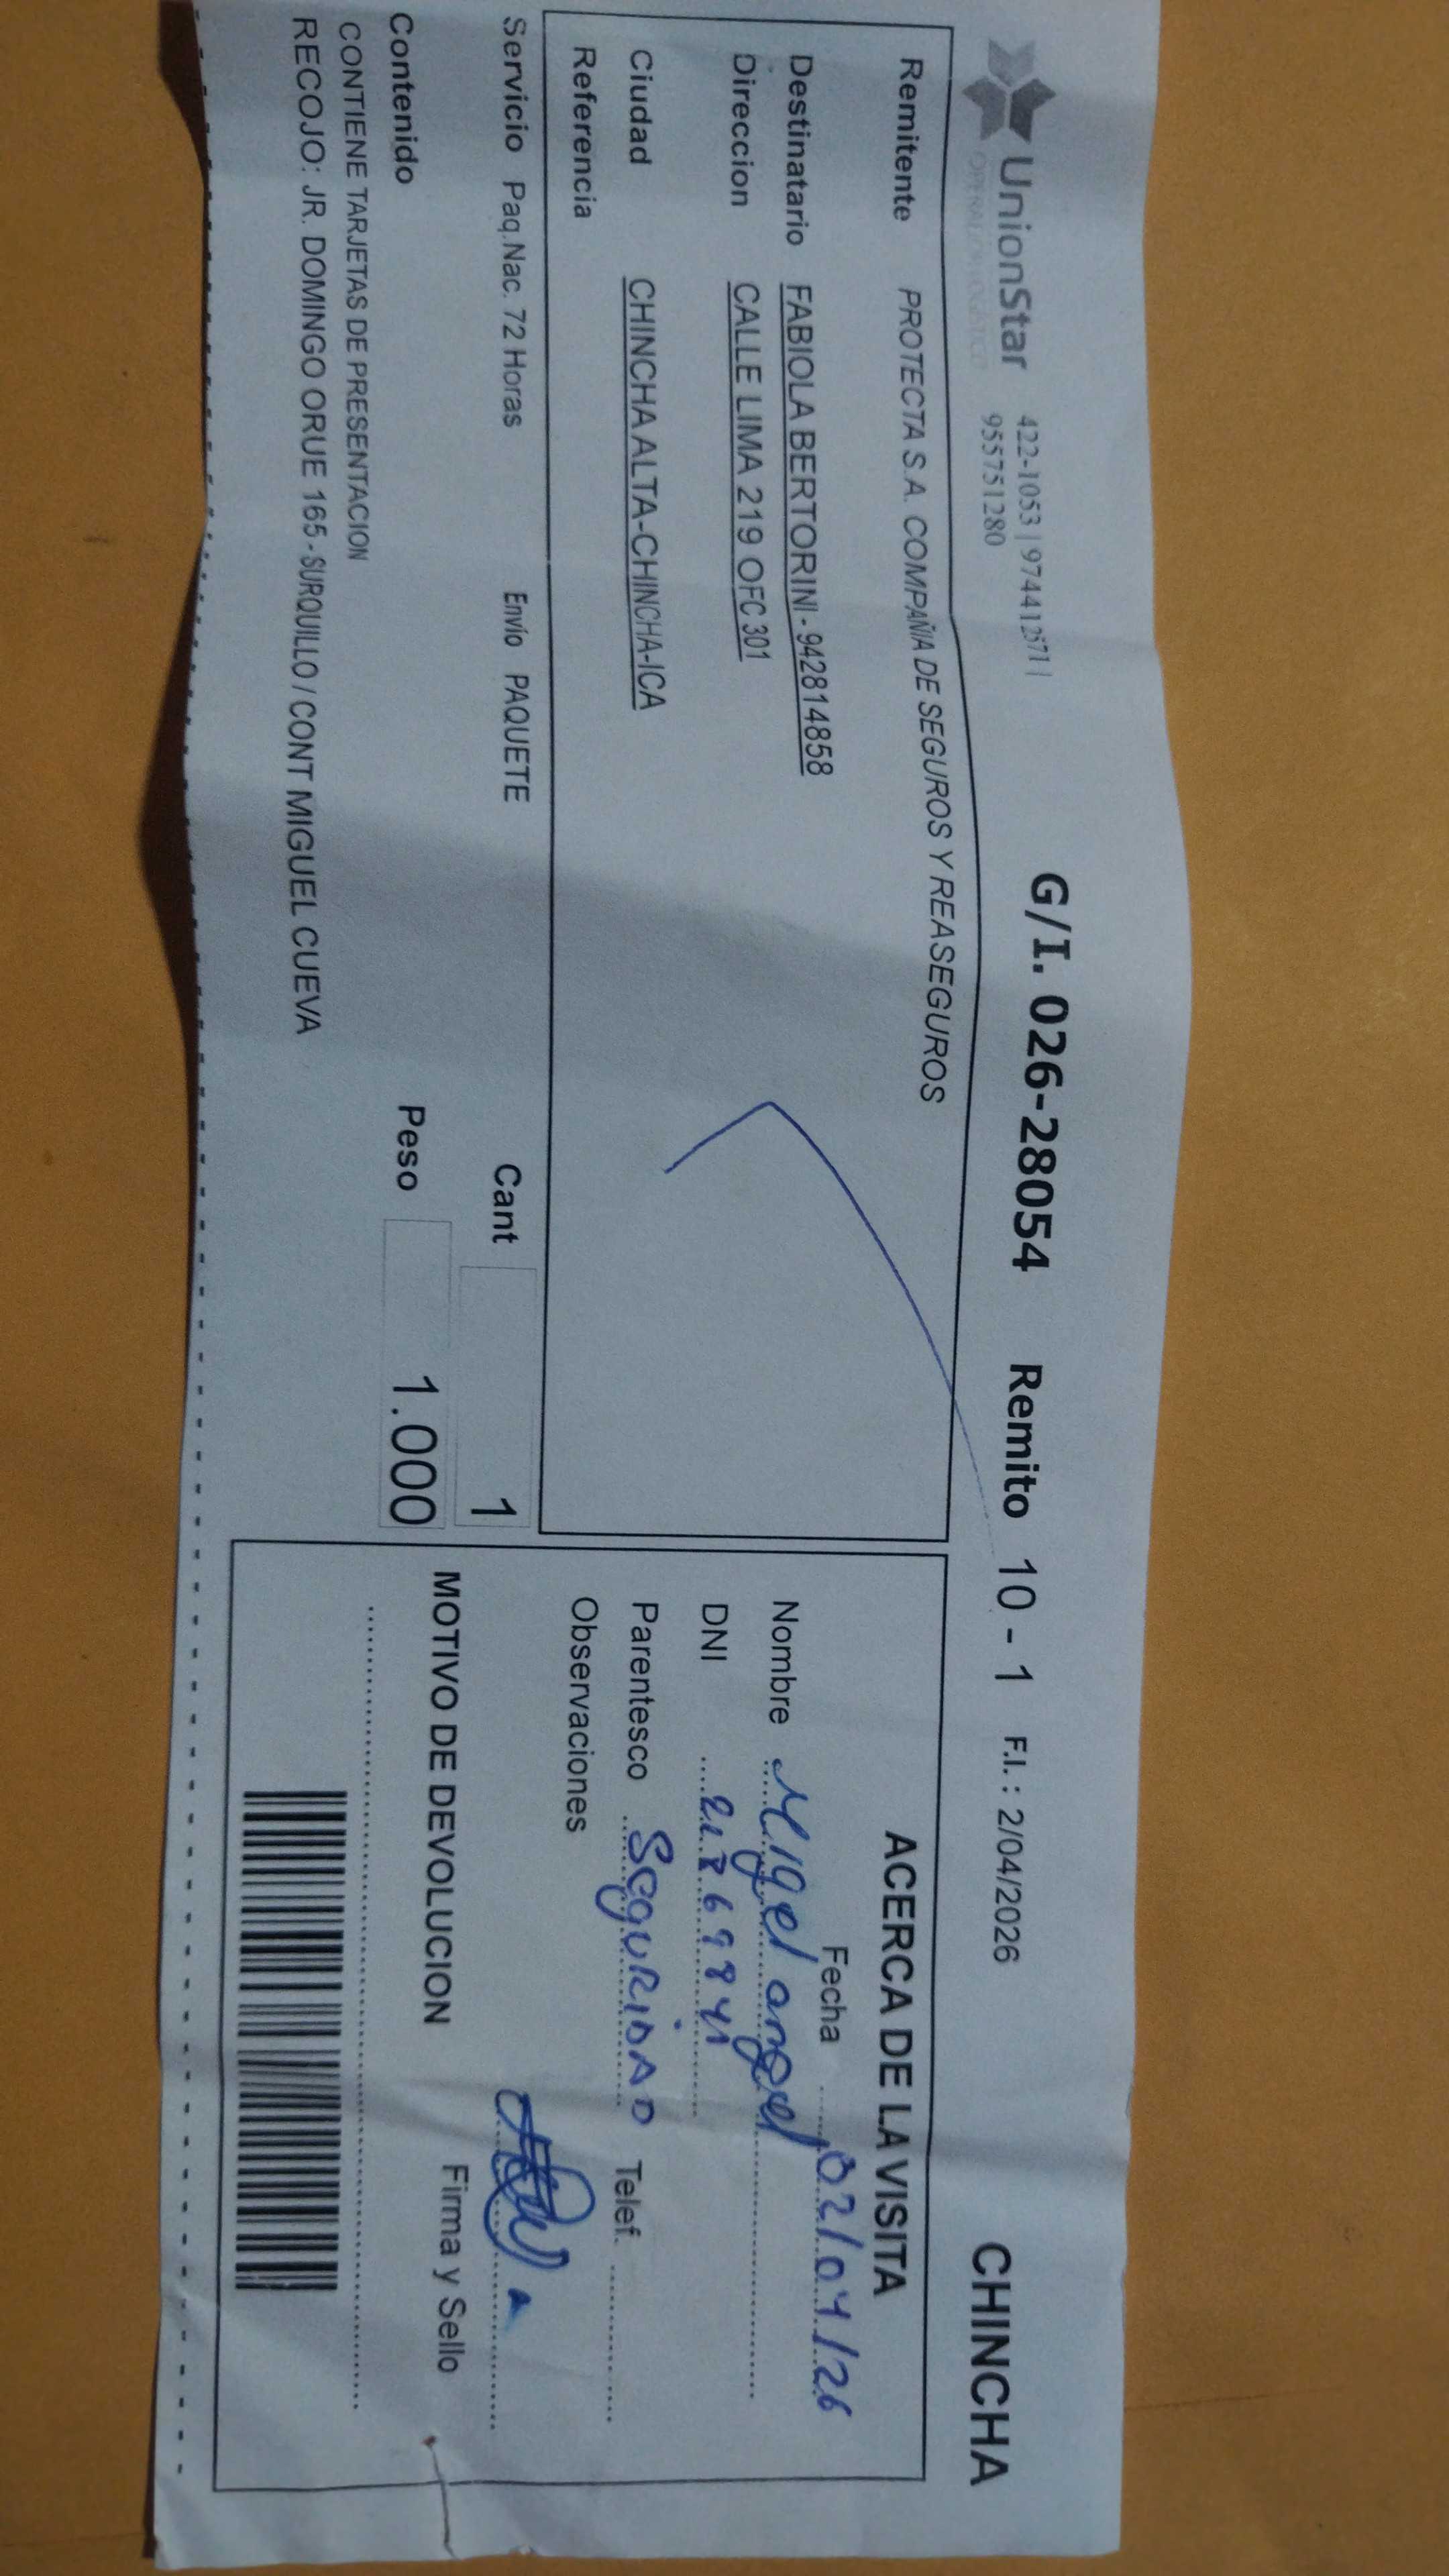 UnionStar
422-1053 | 974412571 |
955751280
G/I. 026-28054 Remito 10 - 1 F.I. : 2/04/2026 CHINCHA
Remitente PROTECTA S.A. COMPAÑIA DE SEGUROS Y REASEGUROS
Destinatario FABIOLA BERTORINI - 942814858
Direccion CALLE LIMA 219 OFC 301
Ciudad CHINCHA ALTA-CHINCHA-ICA
Referencia
Servicio Paq.Nac. 72 Horas Envío PAQUETE Cant 1
Contenido Peso 1.000
CONTIENE TARJETAS DE PRESENTACION
RECOJO: JR. DOMINGO ORUE 165 - SURQUILLO / CONT MIGUEL CUEVA
ACERCA DE LA VISITA
Fecha 02/04/26
Nombre Migel angel
DNI
Parentesco SegURIDAD Telef.
Observaciones
MOTIVO DE DEVOLUCION Firma y Sello